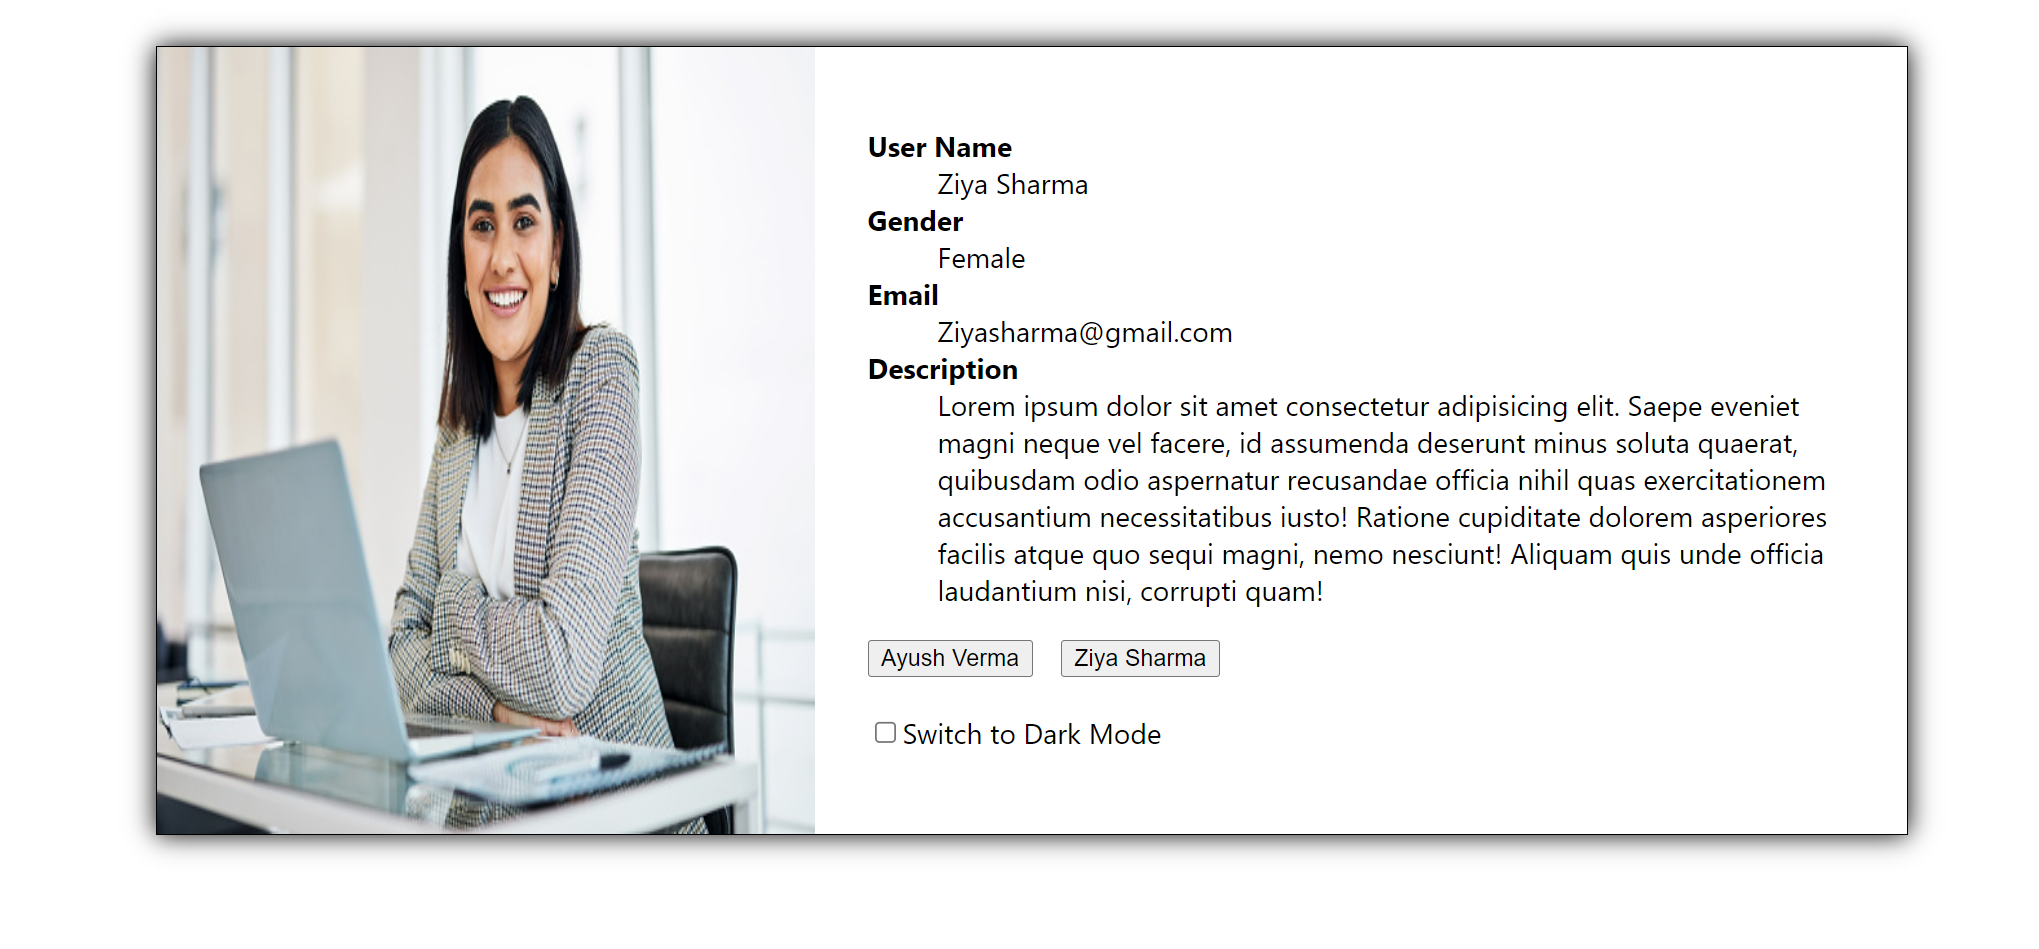 User Name
Ziya Sharma
Gender
Female
Email
Ziyasharma@gmail.com
Description
Lorem ipsum dolor sit amet consectetur adipisicing elit. Saepe eveniet
magni neque vel facere, id assumenda deserunt minus soluta quaerat,
quibusdam odio aspernatur recusandae officia nihil quas exercitationem
accusantium necessitatibus iusto! Ratione cupiditate dolorem asperiores
facilis atque quo sequi magni, nemo nesciunt! Aliquam quis unde officia
laudantium nisi, corrupti quam!
Ayush Verma Ziya Sharma
Switch to Dark Mode